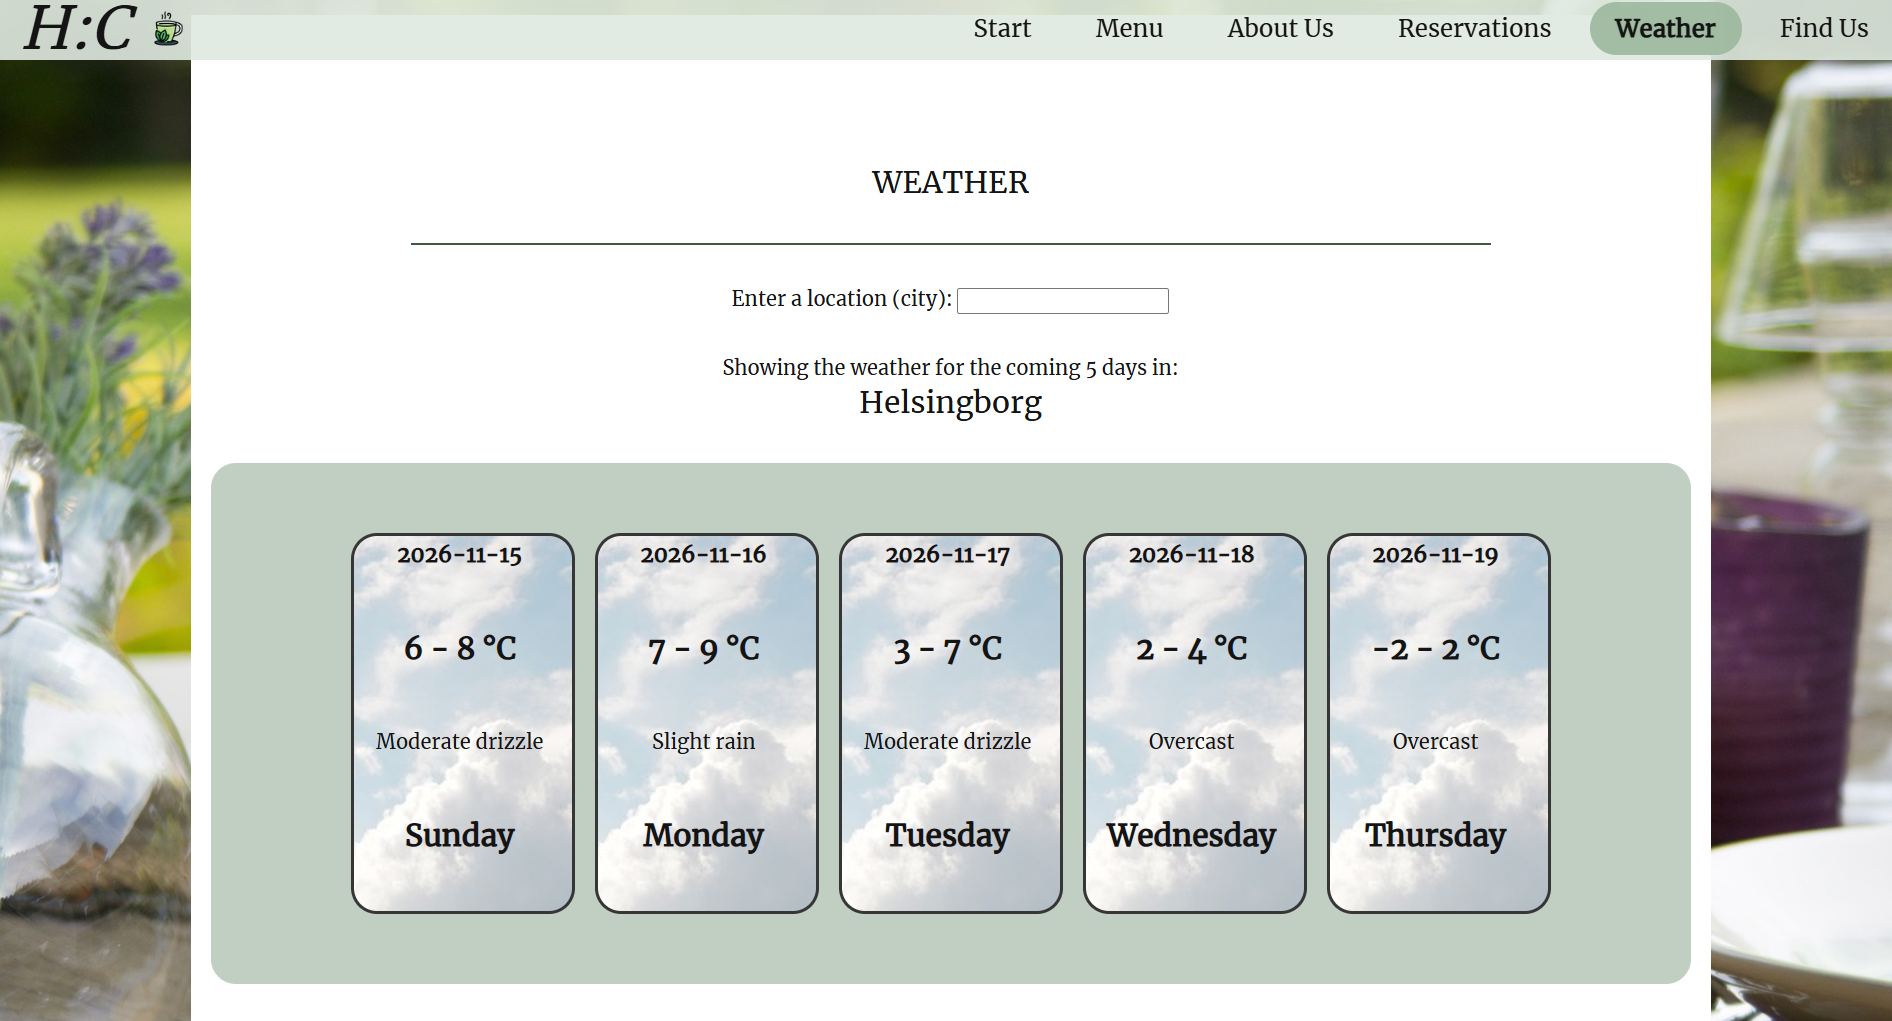 H:C
Start Menu About Us Reservations Weather Find Us
WEATHER
Enter a location (city):
Showing the weather for the coming 5 days in:
Helsingborg
2026-11-15 2026-11-16 2026-11-17 2026-11-18 2026-11-19
6 - 8 °C 7 - 9 °C 3 - 7 °C 2 - 4 °C -2 - 2 °C
Moderate drizzle Slight rain Moderate drizzle Overcast Overcast
Sunday Monday Tuesday Wednesday Thursday